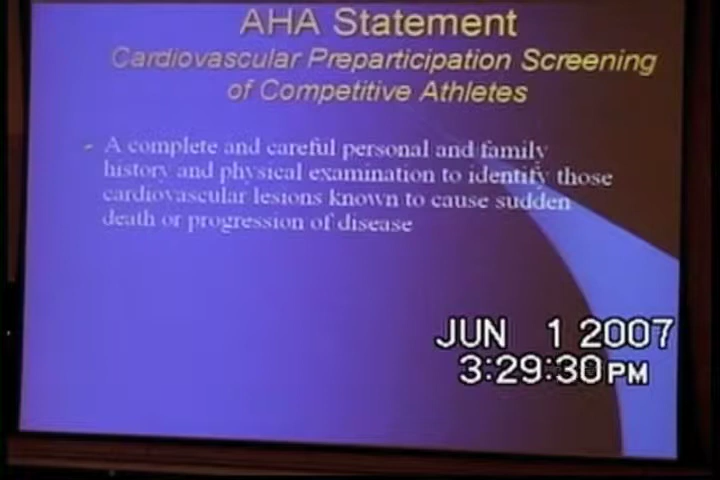 AHA Statement
Cardiovascular Preparticipation Screening
of Competitive Athletes
A complete and careful personal and family
history and physical examination to identify those
cardiovascular lesions known to cause sudden
death or progression of disease
JUN 1 2007
3:29:30 PM